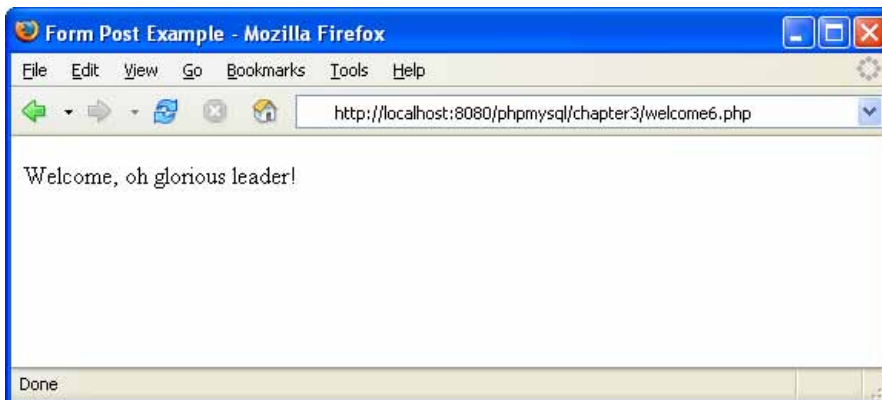 Form Post Example - Mozilla Firefox
File Edit View Go Bookmarks Tools Help
http://localhost:8080/phpmysql/chapter3/welcome6.php
Welcome, oh glorious leader!
Done